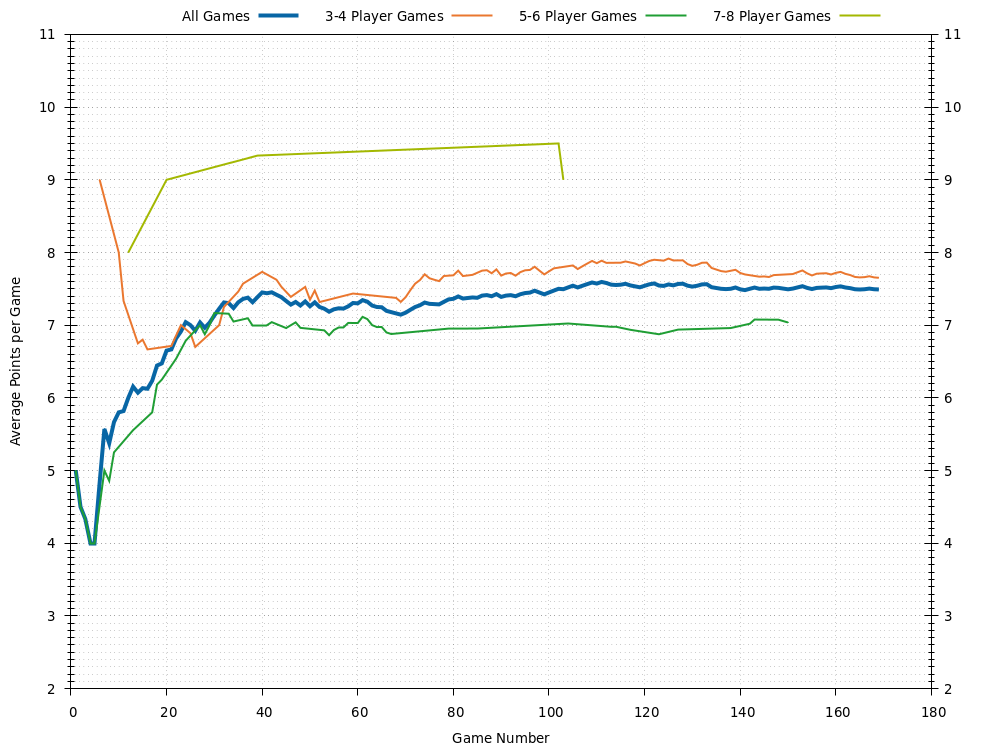 All Games 3-4 Player Games 5-6 Player Games 7-8 Player Games
11 11
10 10
9 9
8 8
7 7
6 6
5 5
4 4
3 3
2 2
Average Points per Game
0 20 40 60 80 100 120 140 160 180
Game Number